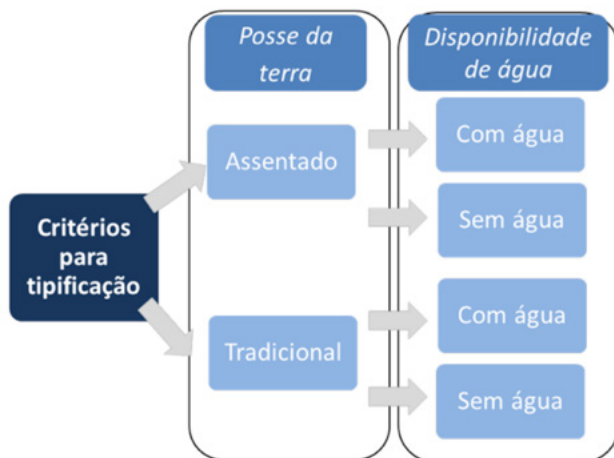 Posse da
terra
Disponibilidade
de água
Assentado
Com água
Sem água
Critérios
para
tipificação
Tradicional
Com água
Sem água